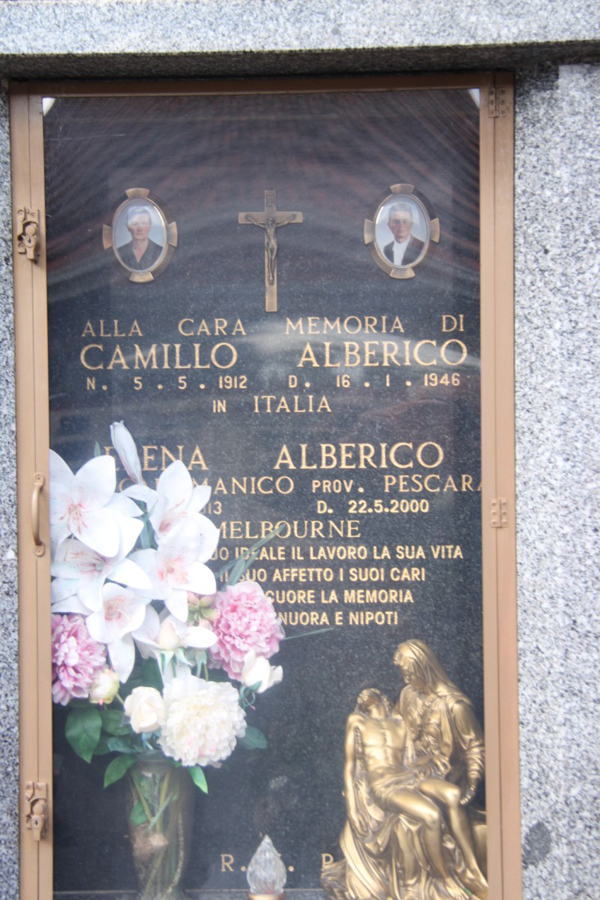 ALLA CARA MEMORIA DI
CAMILLO ALBERICO
N. 5.5.1912 D. 16.1.1946
IN ITALIA
ALBERICO
PROV. PESCARA
13 D. 22.5.2000
MELBOURNE
IDEALE IL LAVORO LA SUA VITA
SUO AFFETTO I SUOI CARI
CUORE LA MEMORIA
NUORA E NIPOTI
R. P.